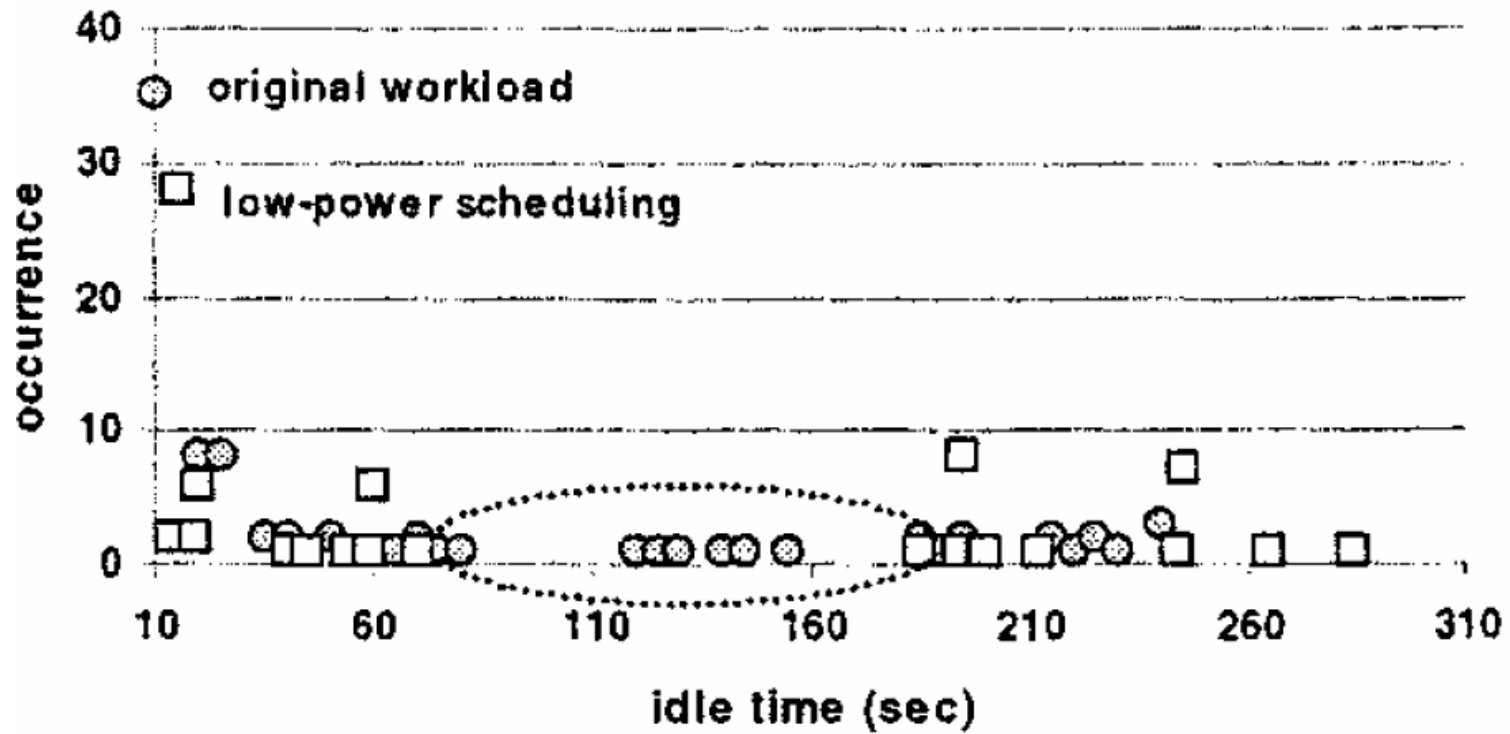 40
original workload
30
low-power scheduling
20
10
0
10 60 110 160 210 260 310
occurrence
idle time (sec)